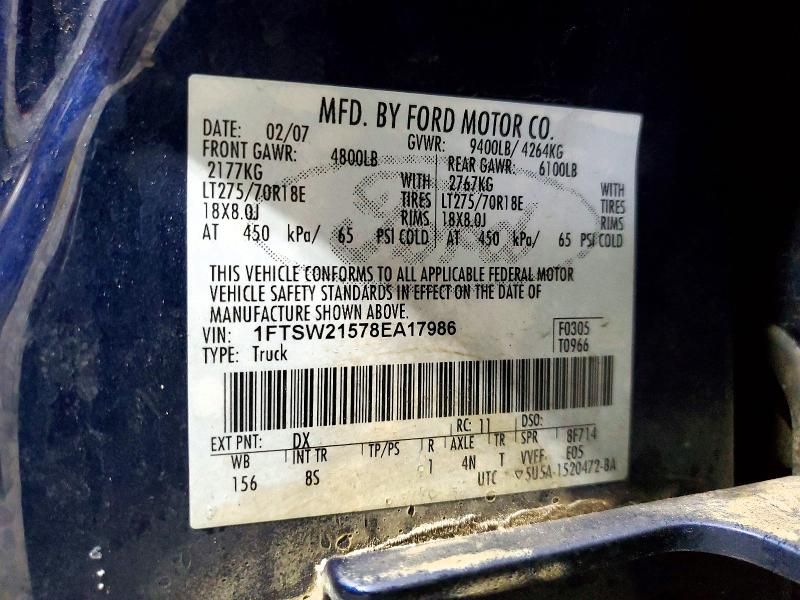 MFD. BY FORD MOTOR CO.
DATE: 02/07 GVWR: 9400LB/ 4264KG
FRONT GAWR: 4800LB REAR GAWR: 6100LB
2177KG WITH 2767KG WITH
LT275/70R18E TIRES LT275/70R18E TIRES
18X8.0J RIMS 18X8.0J RIMS
AT 450 kPa/ 65 PSI COLD AT 450 kPa/ 65 PSI COLD
THIS VEHICLE CONFORMS TO ALL APPLICABLE FEDERAL MOTOR
VEHICLE SAFETY STANDARDS IN EFFECT ON THE DATE OF
MANUFACTURE SHOWN ABOVE.
VIN: 1FTSW21578EA17986 F0305
TYPE: Truck T0966
EXT PNT: DX RC: 11 DSO:
WB INT TR TP/PS R AXLE TR SPR 8F714
156 8S 1 4N T VVFF E05
UTC ▽5U5A-1520472-BA